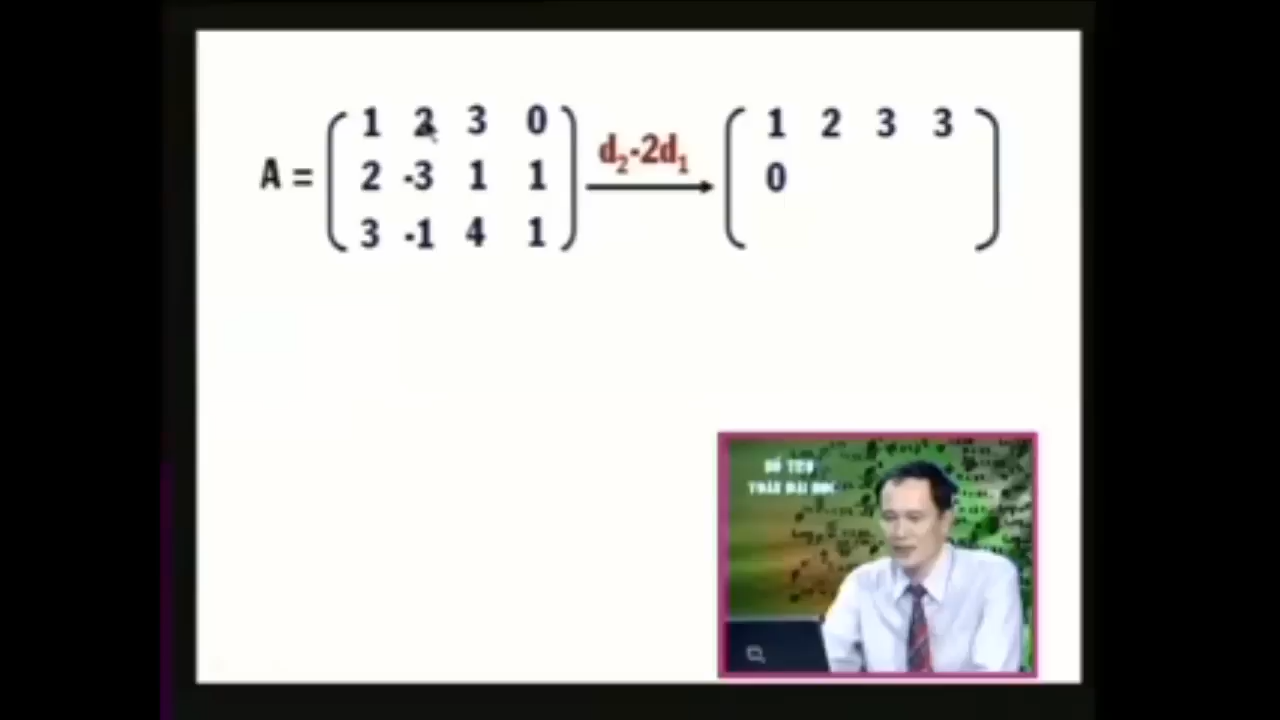 A = ( 1 2 3 0 ) d₂-2d₁ ( 1 2 3 3 )
2 -3 1 1 0
3 -1 4 1